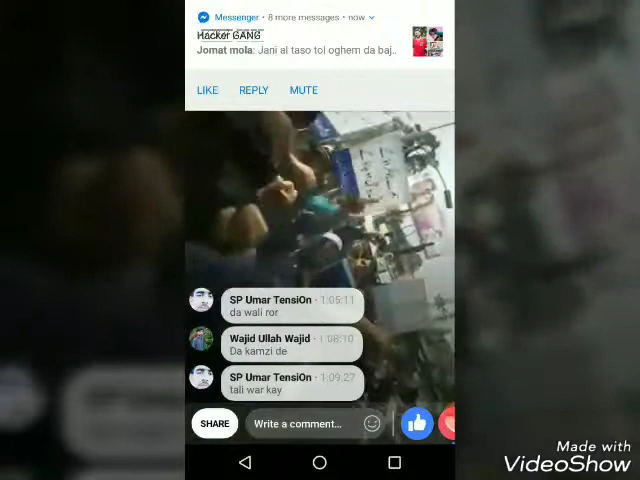 Messenger • 8 more messages • now
Hacker GANG
Jomat mola: Jani al taso tol oghem da baj..
LIKE REPLY MUTE
SP Umar TensiOn • 1:05:11
da wali ror
Wajid Ullah Wajid • 1:08:10
Da kamzi de
SP Umar TensiOn • 1:09:27
tali war kay
SHARE Write a comment...
Made with
VideoShow